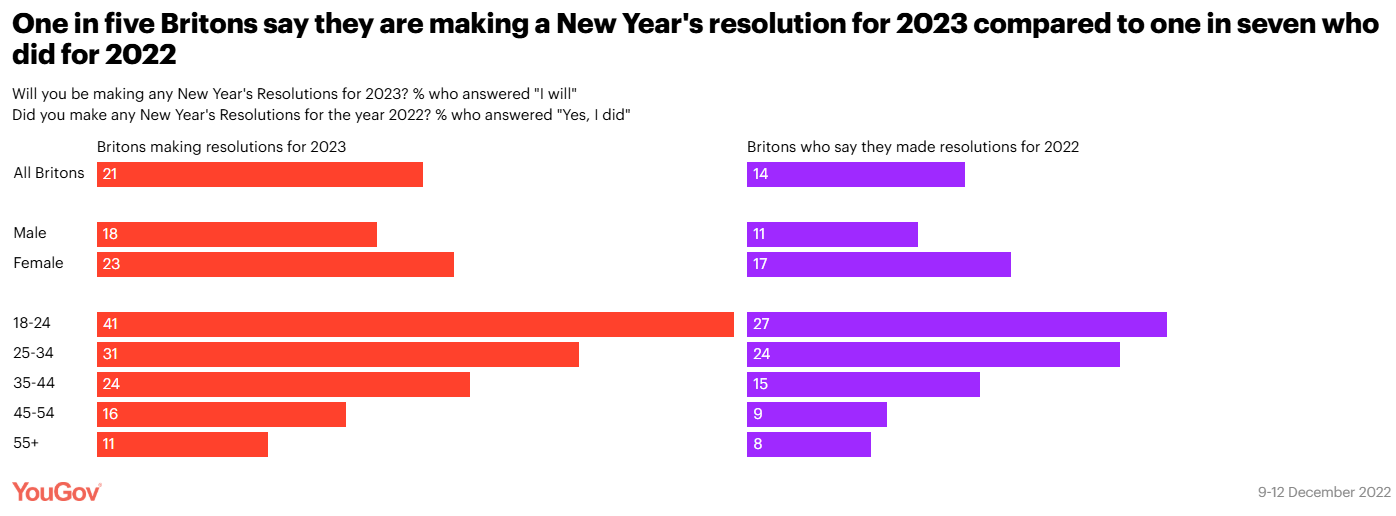 One in five Britons say they are making a New Year's resolution for 2023 compared to one in seven who
did for 2022
Will you be making any New Year's Resolutions for 2023? % who answered "I will"
Did you make any New Year's Resolutions for the year 2022? % who answered "Yes, I did"
Britons making resolutions for 2023 Britons who say they made resolutions for 2022
All Britons 21 14
Male 18 11
Female 23 17
18-24 41 27
25-34 31 24
35-44 24 15
45-54 16 9
55+ 11 8
YouGov® 9-12 December 2022